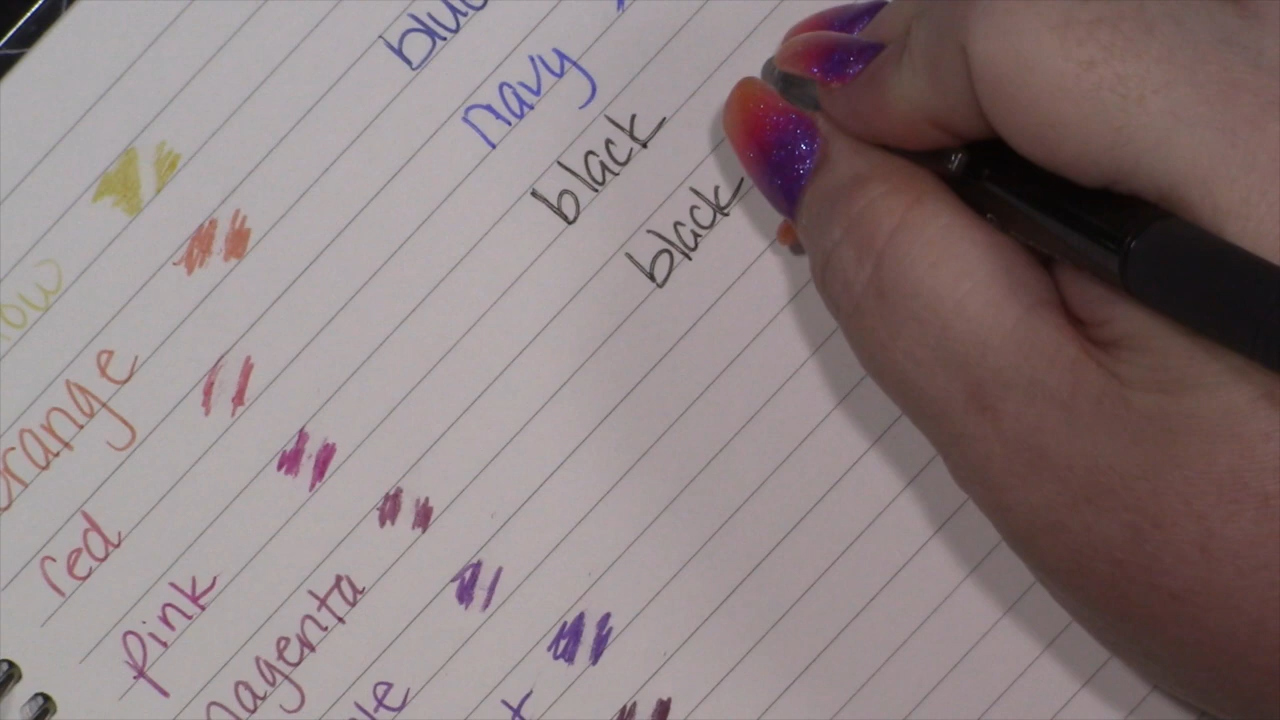 blue
navy
black
black
orange
red
pink
magenta